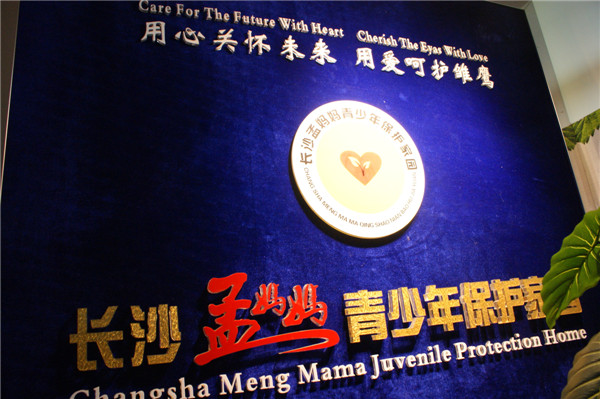 Care For The Future With Heart Cherish The Eyes With Love
用心关怀未来 用爱呵护雏鹰
长沙孟妈妈青少年保护家园
长沙孟妈妈青少年保护家园
Changsha Meng Mama Juvenile Protection Home